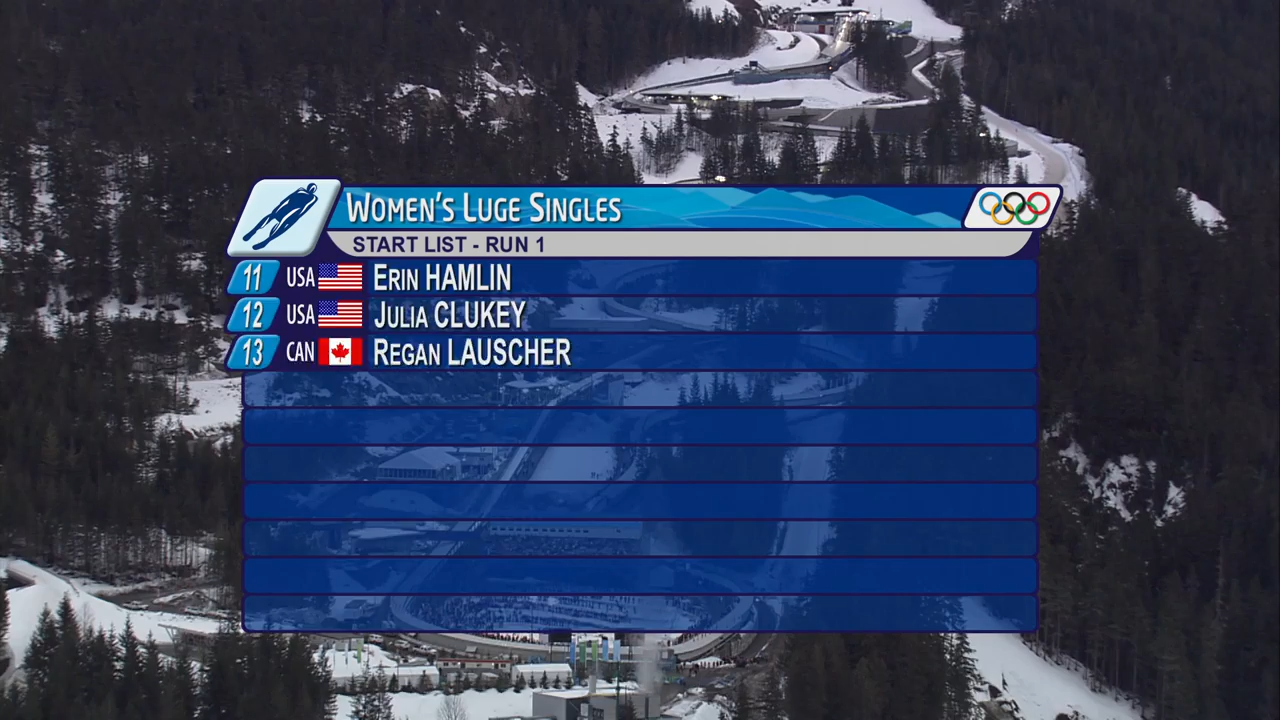 WOMEN'S LUGE SINGLES
START LIST - RUN 1
11 USA ERIN HAMLIN
12 USA JULIA CLUKEY
13 CAN REGAN LAUSCHER